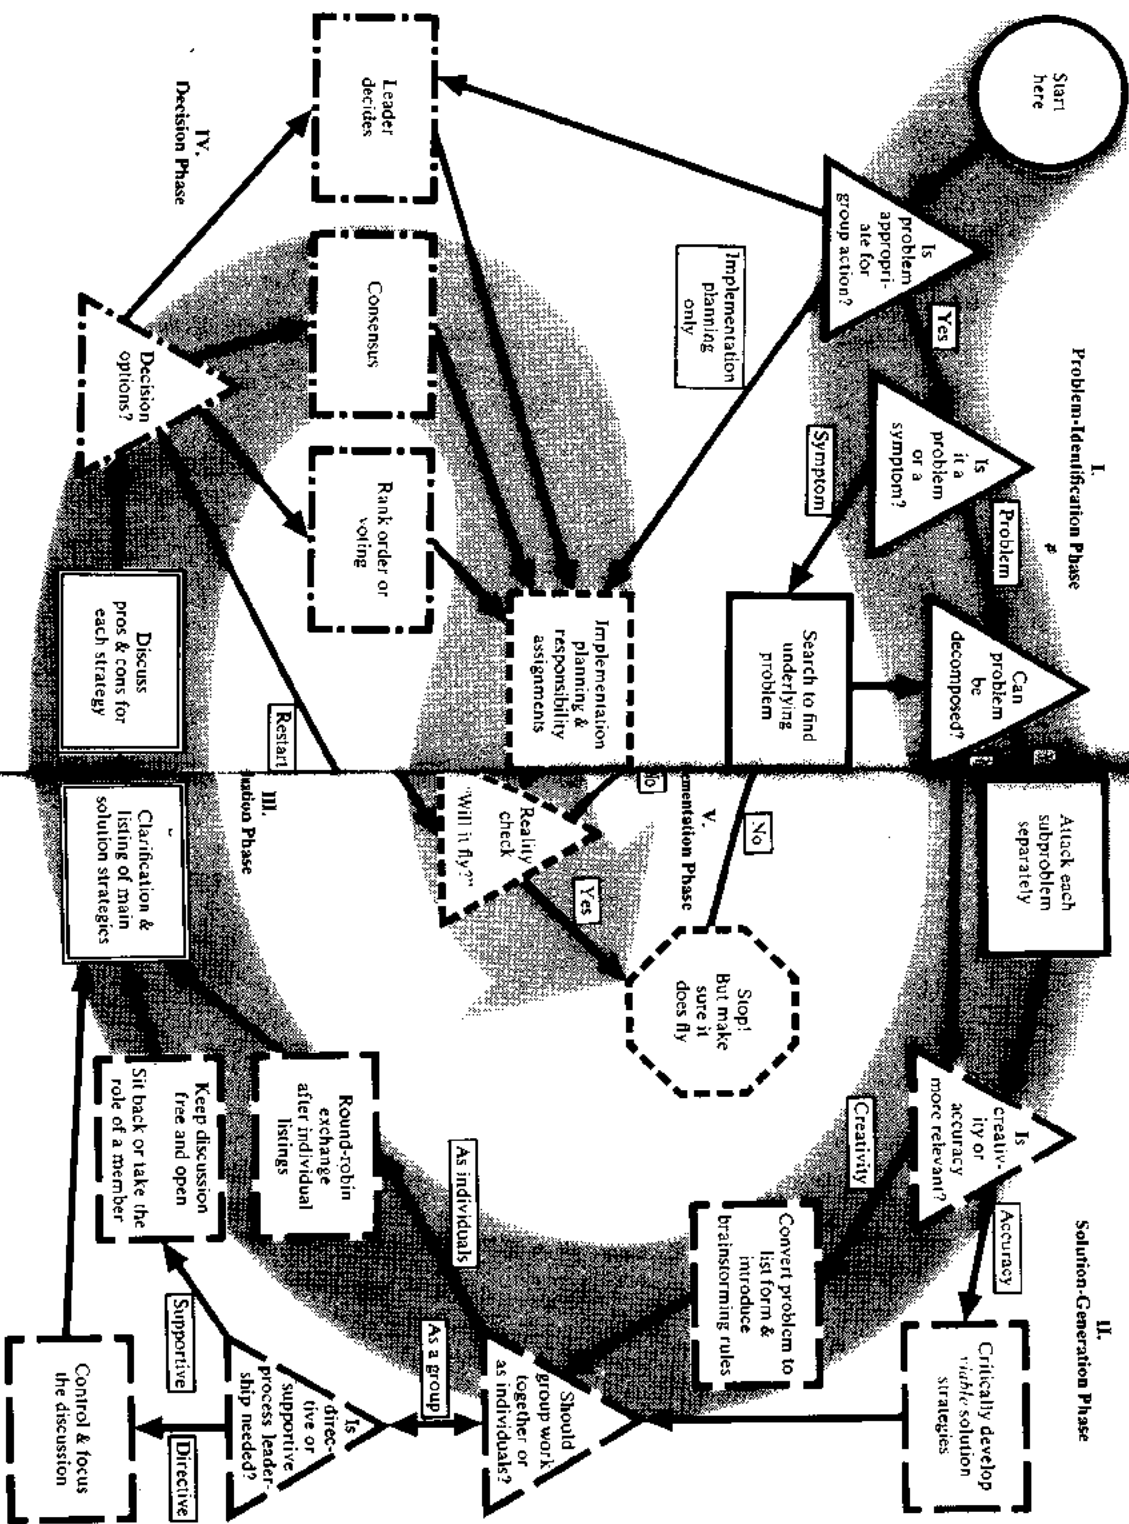 Start
here
I.
Problem-Identification Phase
Is
problem
appropri-
ate for
group action?
Yes
Is
it a
problem
or a
symptom?
Problem
Symptom
Can
problem
be
decomposed?
Search to find
underlying
problem
Implementation
planning
only
Attack each
subproblem
separately
II.
Solution-Generation Phase
Is
creativ-
ity or
accuracy
more relevant?
Accuracy
Creativity
Critically develop
viable solution
strategies
Convert problem to
list form &
introduce
brainstorming rules
Should
group work
together or
as individuals?
As individuals
As a group
Is
direc-
tive or
supportive
process leader-
ship needed?
Supportive
Directive
Round-robin
exchange
after individual
listings
Keep discussion
free and open
Sit back or take the
role of a member
Control & focus
the discussion
III.
uation Phase
Clarification &
listing of main
solution strategies
Discuss
pros & cons for
each strategy
IV.
Decision Phase
Decision
options?
Restart
Leader
decides
Consensus
Rank order or
voting
V.
ementation Phase
Implementation
planning &
responsibility
assignments
Reality
check
"Will it fly?"
Yes
No
Stop!
But make
sure it
does fly